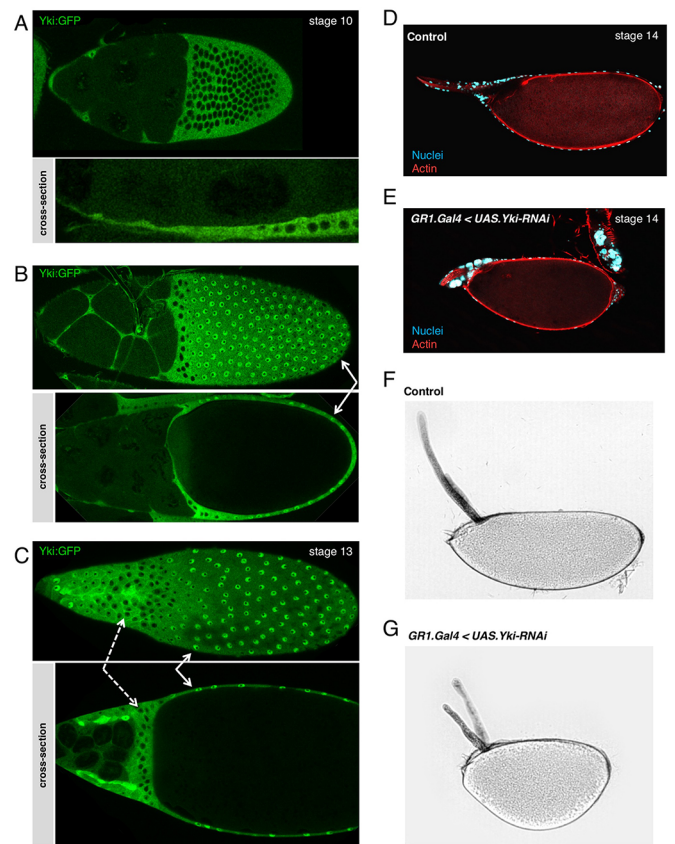 A
Yki:GFP
stage 10
cross-section
B
Yki:GFP
cross-section
C
Yki:GFP
stage 13
cross-section
D
Control
stage 14
Nuclei
Actin
E
GR1.Gal4 < UAS.Yki-RNAi
stage 14
Nuclei
Actin
F
Control
G
GR1.Gal4 < UAS.Yki-RNAi